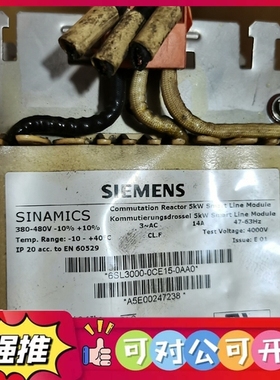 SIEMENS
SINAMICS
Commutation Reactor 5kW Smart Line Module
Kommutierungsdrossel 5kW Smart Line Module
380-480V -10% +10%
3~AC
14A
47-63Hz
Temp. Range: -10 - +40°C
CL.F
Test Voltage: 4000V
IP 20 acc. to EN 60529
Issue: E 01
*6SL3000-0CE15-0AA0*
*A5E00247238*
强推
可对公可开